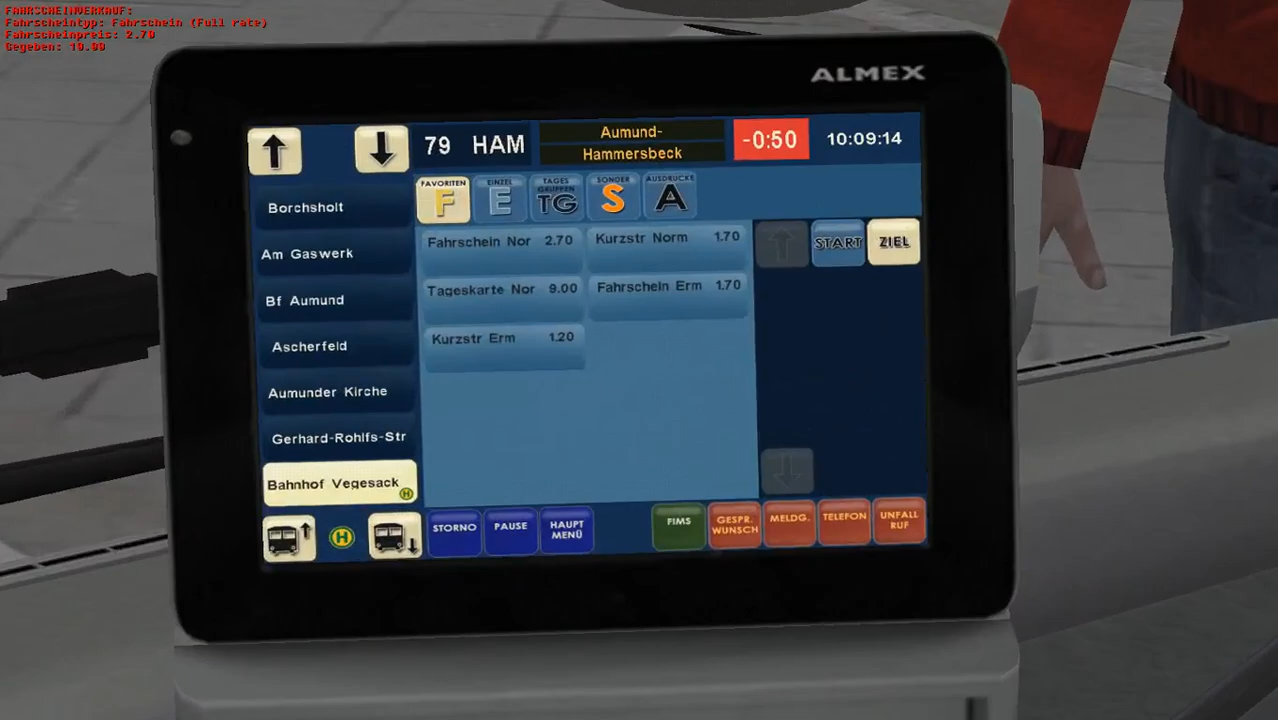 FAHRSCHEINVERKAUF:
Fahrscheintyp: Fahrschein (Full rate)
Fahrscheinpreis: 2.70
Gegeben: 10.00
ALMEX
79 HAM
Aumund-
Hammersbeck
-0:50
10:09:14
FAVORITEN
F
EINZEL
E
TAGES
GRUPPEN
TG
SONDER
S
AUSDRUCKE
A
Borchsholt
Am Gaswerk
Bf Aumund
Ascherfeld
Aumunder Kirche
Gerhard-Rohlfs-Str
Bahnhof Vegesack
H
Fahrschein Nor 2.70
Kurzstr Norm 1.70
Tageskarte Nor 9.00
Fahrschein Erm 1.70
Kurzstr Erm 1.20
START
ZIEL
H
STORNO
PAUSE
HAUPT
MENÜ
FIMS
GESPR.
WUNSCH
MELDG.
TELEFON
UNFALL
RUF